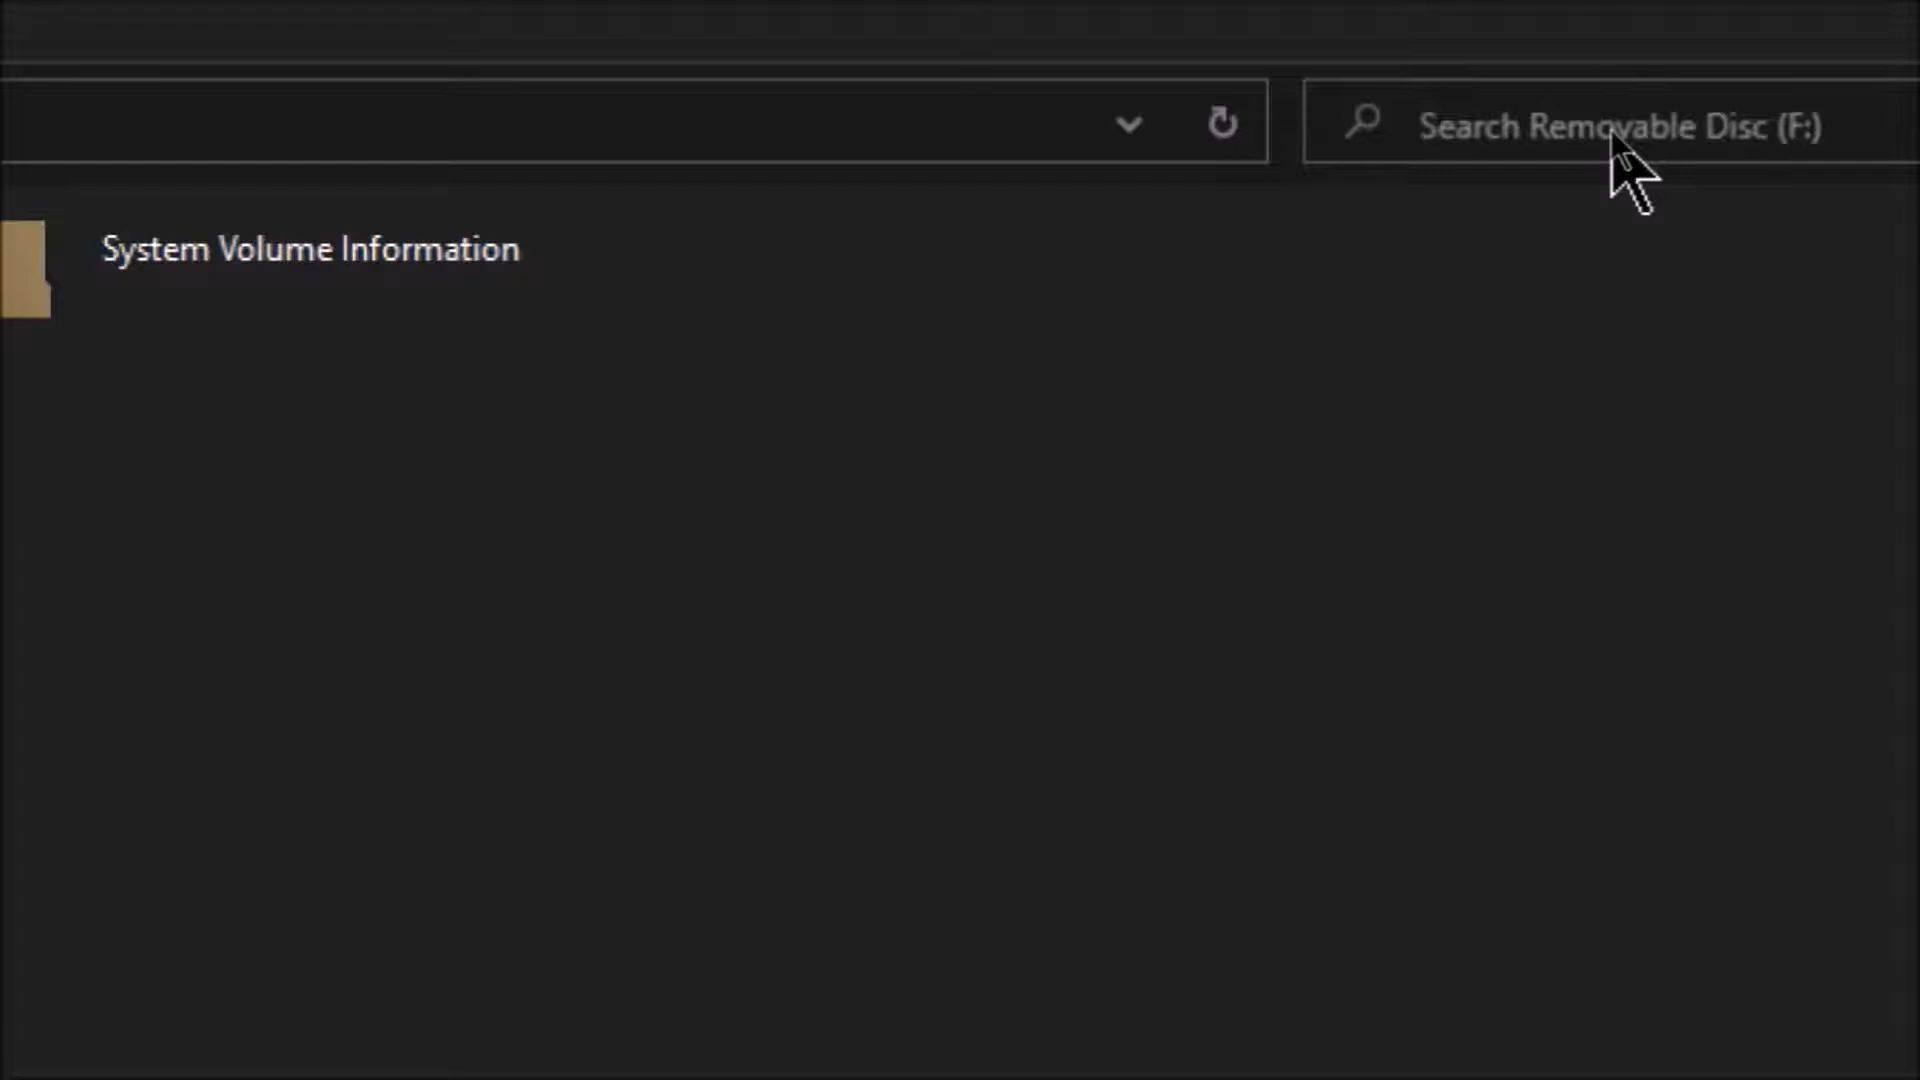 Search Removable Disc (F:)
System Volume Information